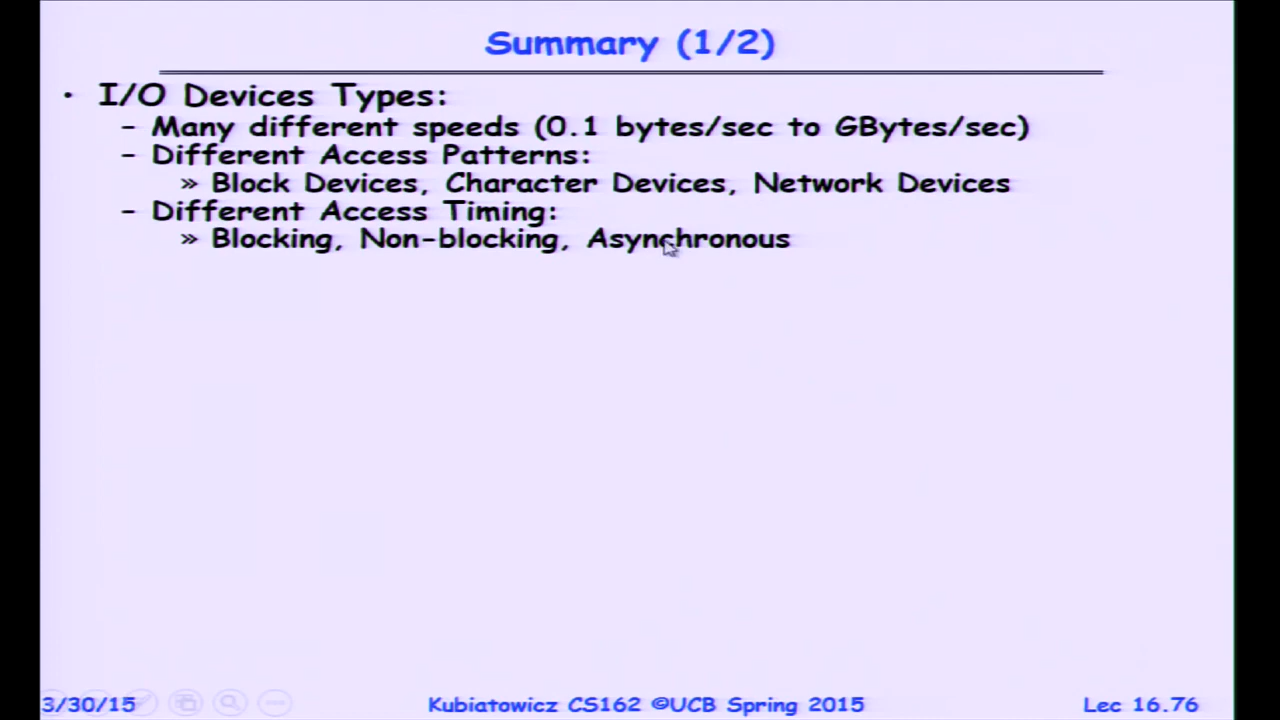 Summary (1/2)
• I/O Devices Types:
– Many different speeds (0.1 bytes/sec to GBytes/sec)
– Different Access Patterns:
» Block Devices, Character Devices, Network Devices
– Different Access Timing:
» Blocking, Non-blocking, Asynchronous
3/30/15
Kubiatowicz CS162 ©UCB Spring 2015
Lec 16.76